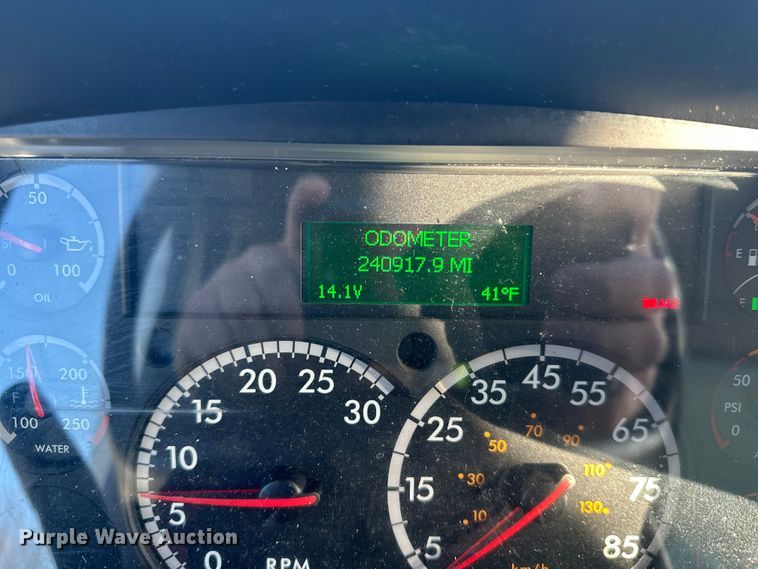 ODOMETER
240917.9 MI
14.1V 41°F
50
0 100
OIL
150 200
F
100 250
WATER
0 5 10 15 20 25 30
RPM
5 15 25 35 45 55 65 75 85
10 30 50 70 90 110 130
km/h
E
F
50
PSI
0
Purple Wave Auction